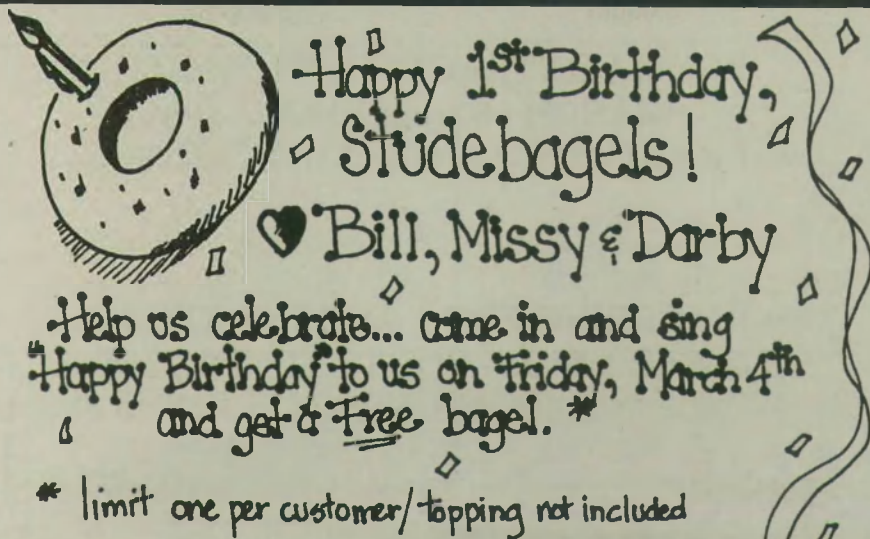 Happy 1st Birthday,
Studebagels!
Bill, Missy & Darby
Help us celebrate... come in and sing
"Happy Birthday" to us on Friday, March 4th
and get a Free bagel. *
* limit one per customer/topping not included